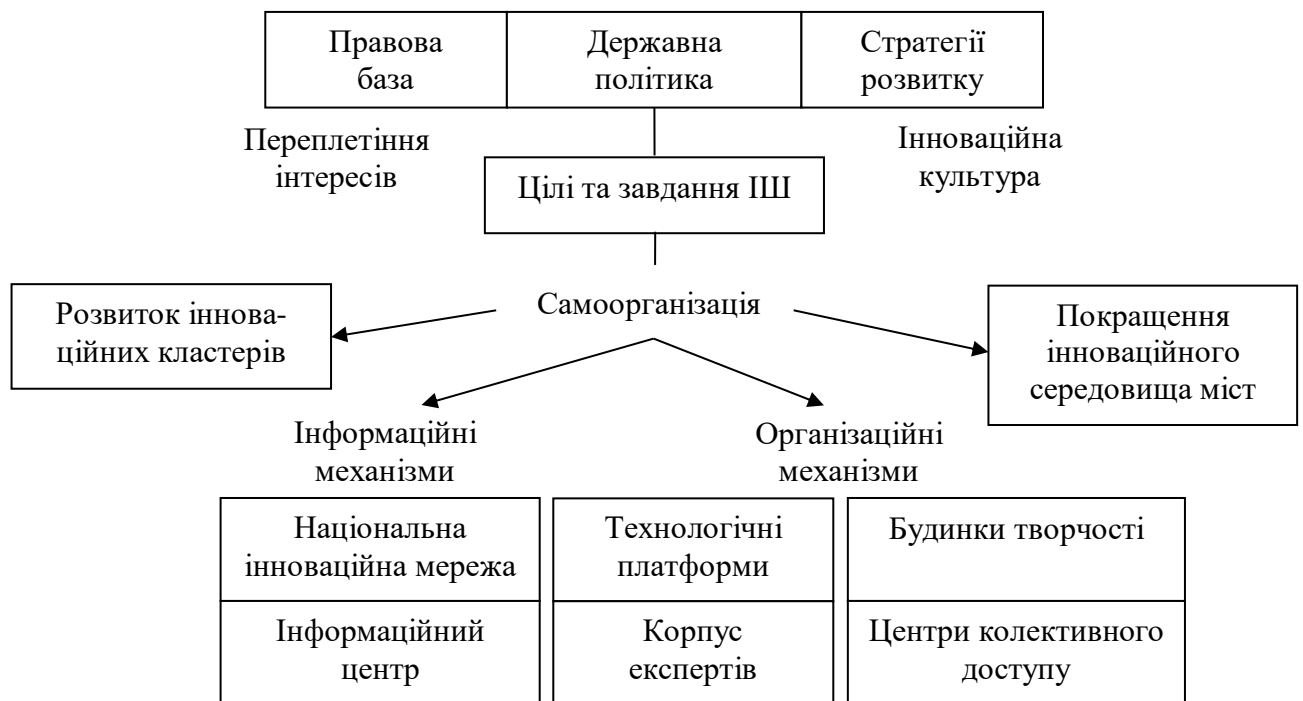 Правова
база
Державна
політика
Стратегії
розвитку
Переплетіння
інтересів
Інноваційна
культура
Цілі та завдання ІШ
Самоорганізація
Розвиток іннова-
ційних кластерів
Покращення
інноваційного
середовища міст
Інформаційні
механізми
Організаційні
механізми
Національна
інноваційна мережа
Технологічні
платформи
Будинки творчості
Інформаційний
центр
Корпус
експертів
Центри колективного
доступу